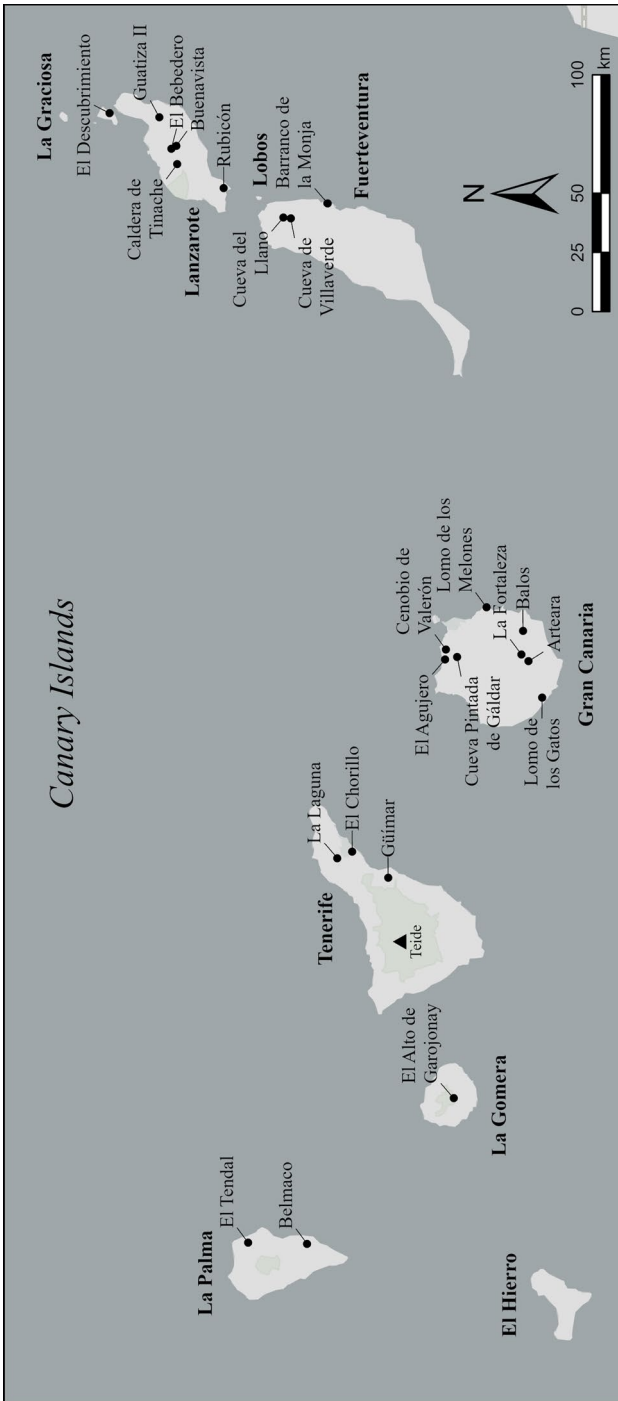 Canary Islands
La Palma
El Tendal
Belmaco
El Hierro
La Gomera
El Alto de
Garojonay
Tenerife
La Laguna
El Chorillo
Güímar
Teide
Gran Canaria
El Agujero
Cenobio de
Valerón
Cueva Pintada
de Gáldar
Lomo de los
Melones
La Fortaleza
Balos
Arteara
Lomo de
los Gatos
La Graciosa
El Descubrimiento
Guatiza II
El Bebedero
Buenavista
Caldera de
Tinache
Rubicón
Lanzarote
Lobos
Cueva del
Llano
Barranco de
la Monja
Cueva de
Villaverde
Fuerteventura
N
0 25 50 100
km